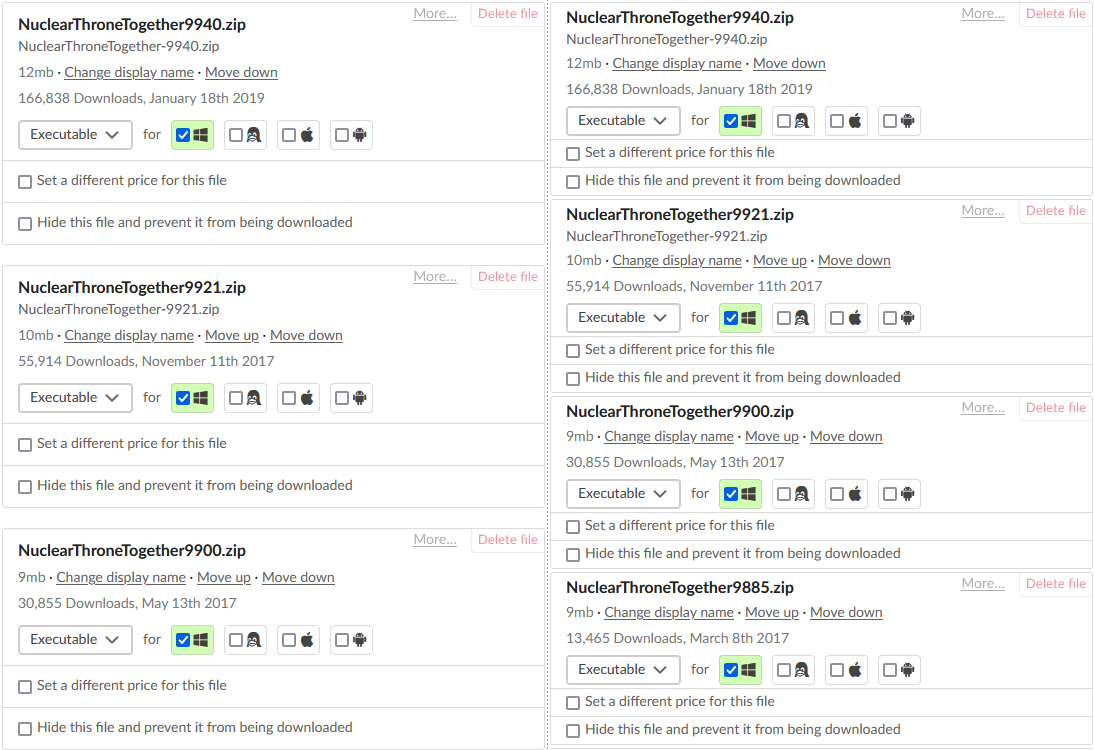 NuclearThroneTogether9940.zip
More...
Delete file
NuclearThroneTogether-9940.zip
12mb · Change display name · Move down
166,838 Downloads, January 18th 2019
Executable for
Set a different price for this file
Hide this file and prevent it from being downloaded
NuclearThroneTogether9921.zip
More...
Delete file
NuclearThroneTogether-9921.zip
10mb · Change display name · Move up · Move down
55,914 Downloads, November 11th 2017
Executable for
Set a different price for this file
Hide this file and prevent it from being downloaded
NuclearThroneTogether9900.zip
More...
Delete file
9mb · Change display name · Move up · Move down
30,855 Downloads, May 13th 2017
Executable for
Set a different price for this file
Hide this file and prevent it from being downloaded
NuclearThroneTogether9940.zip
More...
Delete file
NuclearThroneTogether-9940.zip
12mb · Change display name · Move down
166,838 Downloads, January 18th 2019
Executable for
Set a different price for this file
Hide this file and prevent it from being downloaded
NuclearThroneTogether9921.zip
More...
Delete file
NuclearThroneTogether-9921.zip
10mb · Change display name · Move up · Move down
55,914 Downloads, November 11th 2017
Executable for
Set a different price for this file
Hide this file and prevent it from being downloaded
NuclearThroneTogether9900.zip
More...
Delete file
9mb · Change display name · Move up · Move down
30,855 Downloads, May 13th 2017
Executable for
Set a different price for this file
Hide this file and prevent it from being downloaded
NuclearThroneTogether9885.zip
More...
Delete file
9mb · Change display name · Move up · Move down
13,465 Downloads, March 8th 2017
Executable for
Set a different price for this file
Hide this file and prevent it from being downloaded